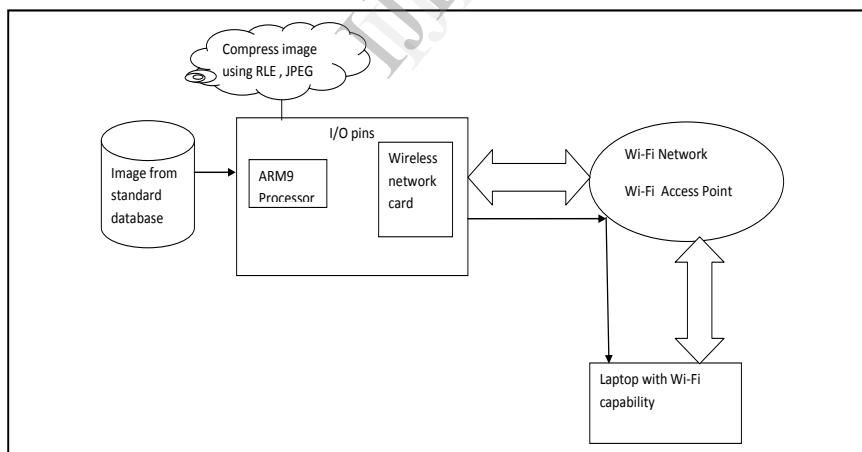 Compress image
using RLE , JPEG
I/O pins
Image from
standard
database
ARM9
Processor
Wireless
network
card
Wi-Fi Network
Wi-Fi Access Point
Laptop with Wi-Fi
capability